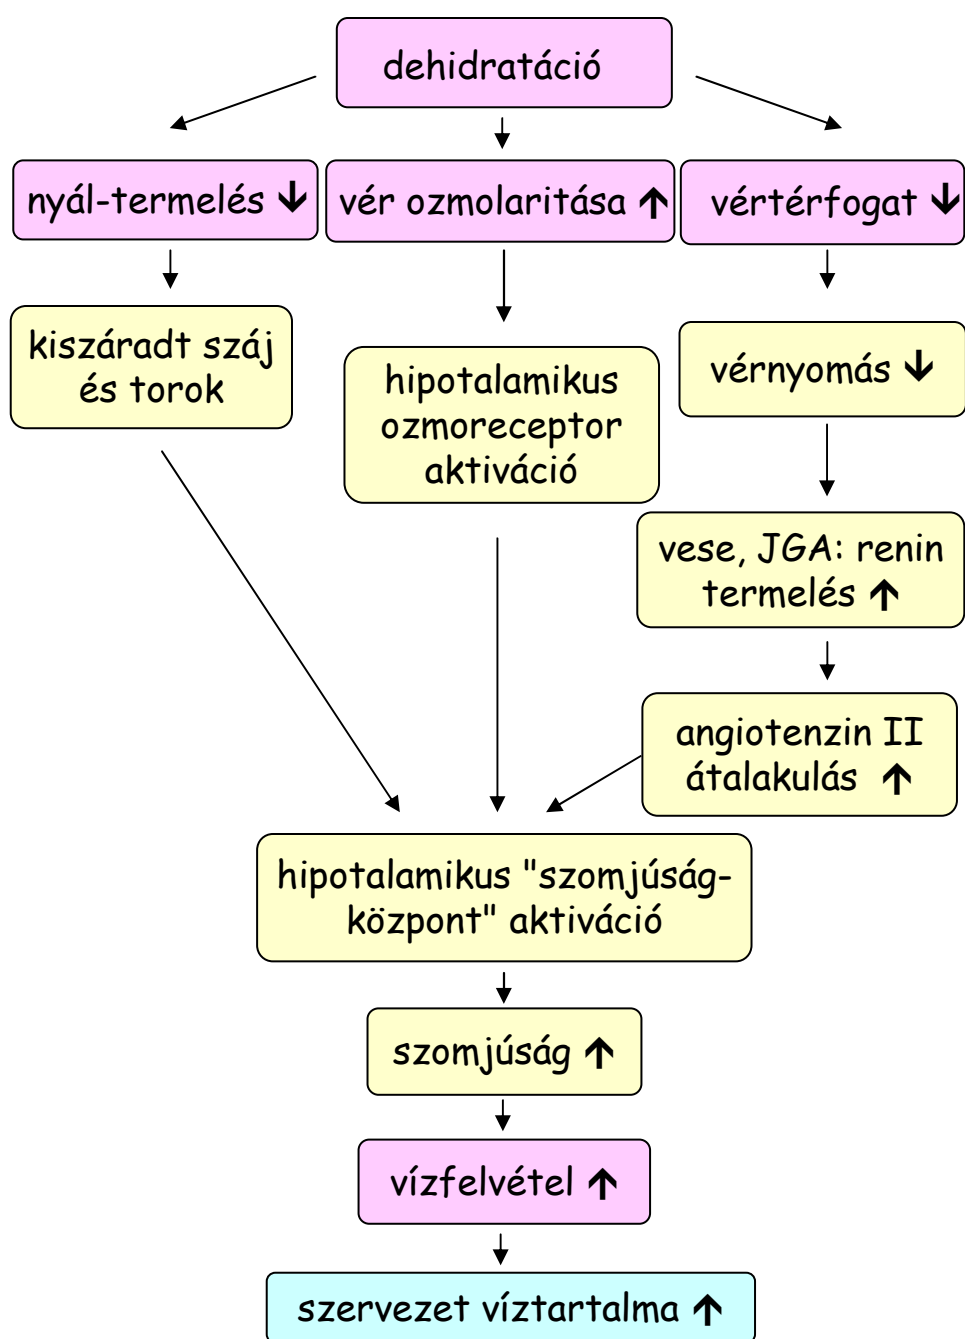 dehidratáció
nyál-termelés ↓
vér ozmolaritása ↑
vértérfogat ↓
kiszáradt száj
és torok
hipotalamikus
ozmoreceptor
aktiváció
vérnyomás ↓
vese, JGA: renin
termelés ↑
angiotenzin II
átalakulás ↑
hipotalamikus "szomjúság-
központ" aktiváció
szomjúság ↑
vízfelvétel ↑
szervezet víztartalma ↑